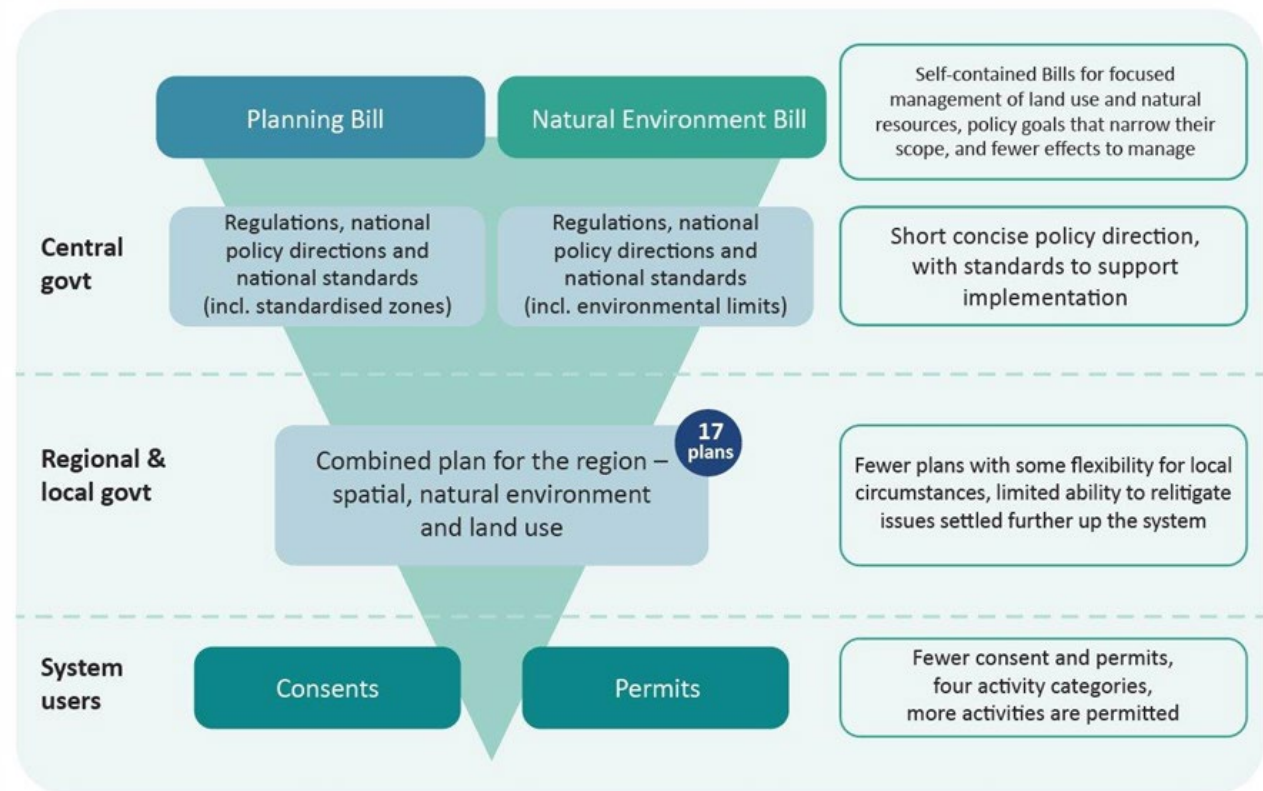 Planning Bill
Natural Environment Bill
Self-contained Bills for focused
management of land use and natural
resources, policy goals that narrow their
scope, and fewer effects to manage
Central
govt
Regulations, national
policy directions and
national standards
(incl. standardised zones)
Regulations, national
policy directions and
national standards
(incl. environmental limits)
Short concise policy direction,
with standards to support
implementation
Regional &
local govt
Combined plan for the region –
spatial, natural environment
and land use
17
plans
Fewer plans with some flexibility for local
circumstances, limited ability to relitigate
issues settled further up the system
System
users
Consents
Permits
Fewer consent and permits,
four activity categories,
more activities are permitted